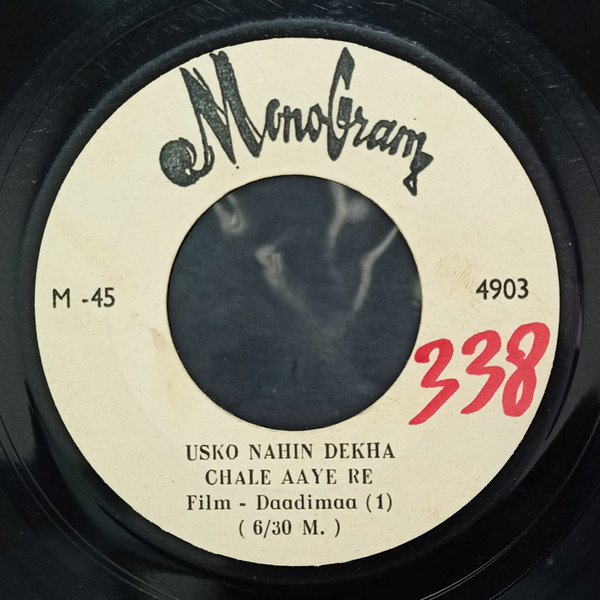 MonoGram
M -45
4903
338
USKO NAHIN DEKHA
CHALE AAYE RE
Film - Daadimaa (1)
( 6/30 M. )